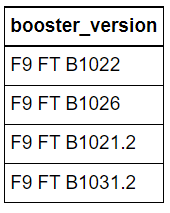 booster_version
F9 FT B1022
F9 FT B1026
F9 FT B1021.2
F9 FT B1031.2